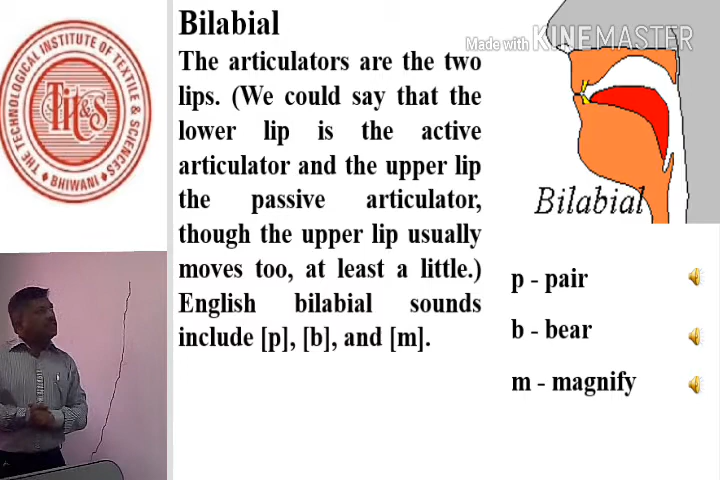 THE TECHNOLOGICAL INSTITUTE OF TEXTILE & SCIENCES
BHIWANI
TIT&S
Bilabial
The articulators are the two
lips. (We could say that the
lower lip is the active
articulator and the upper lip
the passive articulator,
though the upper lip usually
moves too, at least a little.)
English bilabial sounds
include [p], [b], and [m].
Made with KINEMASTER
Bilabial
p - pair
b - bear
m - magnify